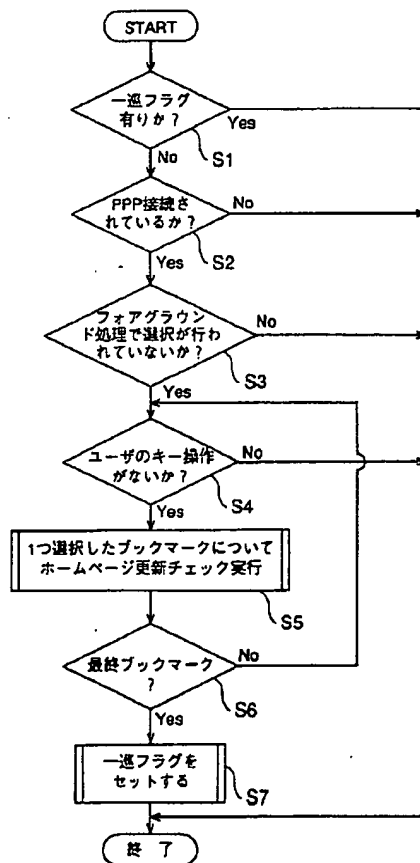 START
一巡フラグ
有りか？
Yes
S1
No
PPP接続さ
れているか？
No
S2
Yes
フォアグラウン
ド処理で選択が行わ
れていないか？
No
S3
Yes
ユーザのキー操作
がないか？
No
S4
Yes
1つ選択したブックマークについて
ホームページ更新チェック実行
S5
最終ブックマーク
？
No
S6
Yes
一巡フラグを
セットする
S7
終 了